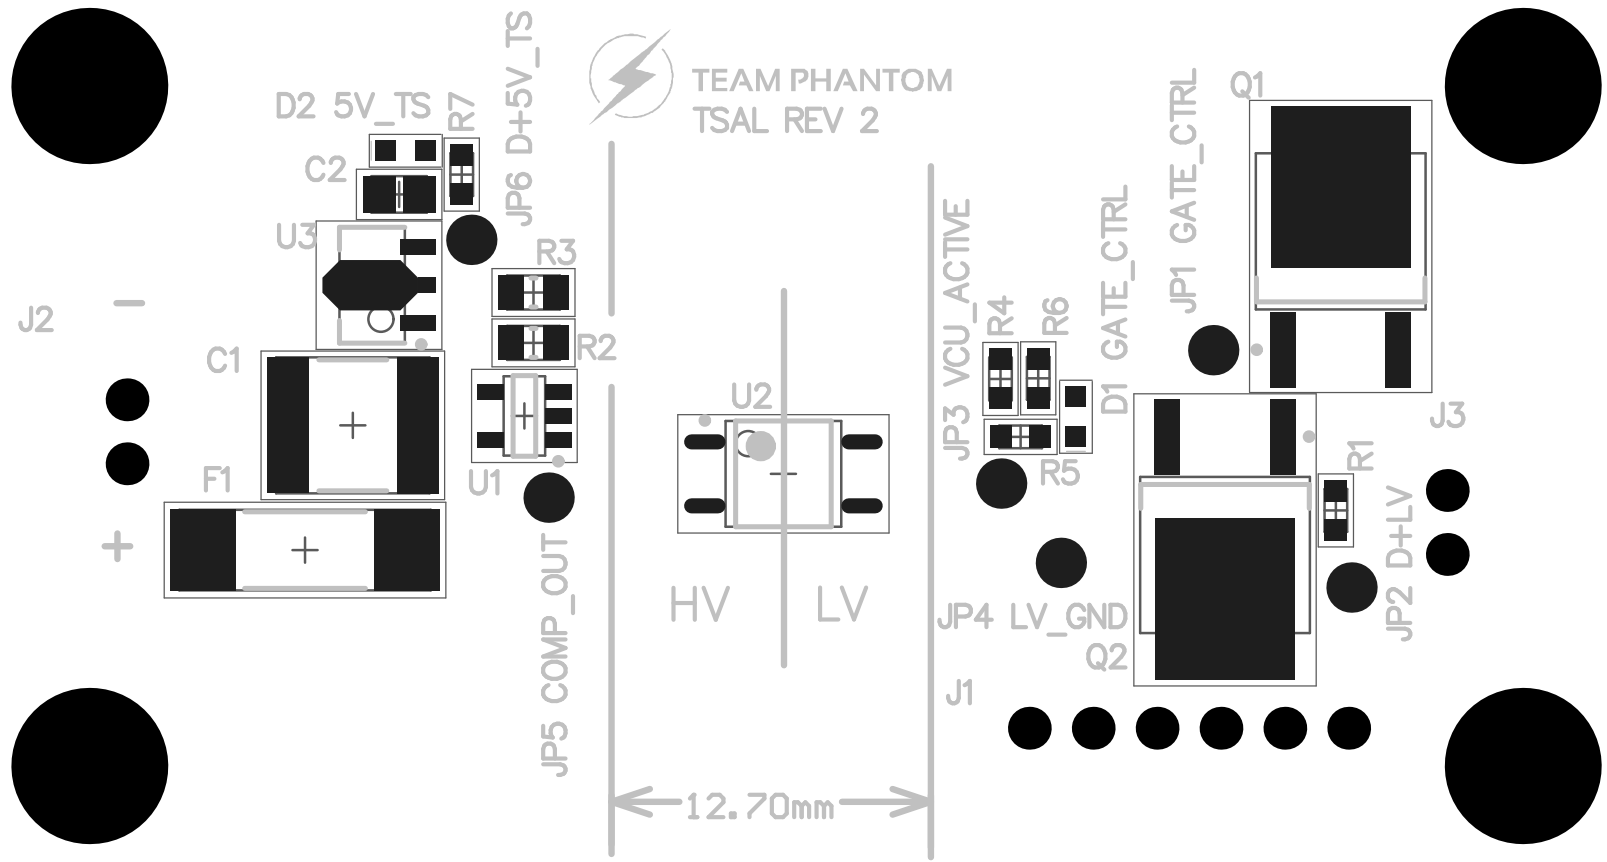 TEAM PHANTOM
TSAL REV 2
D2 5V_TS
R7
JP6 D+5V_TS
C2
U3
R3
R2
J2
−
C1
F1
+
U1
JP5 COMP_OUT
U2
HV
LV
12.70mm
JP3 VCU_ACTIVE
R4
R6
D1 GATE_CTRL
JP1 GATE_CTRL
Q1
R5
J3
R1
JP2 D+LV
JP4 LV_GND
Q2
J1